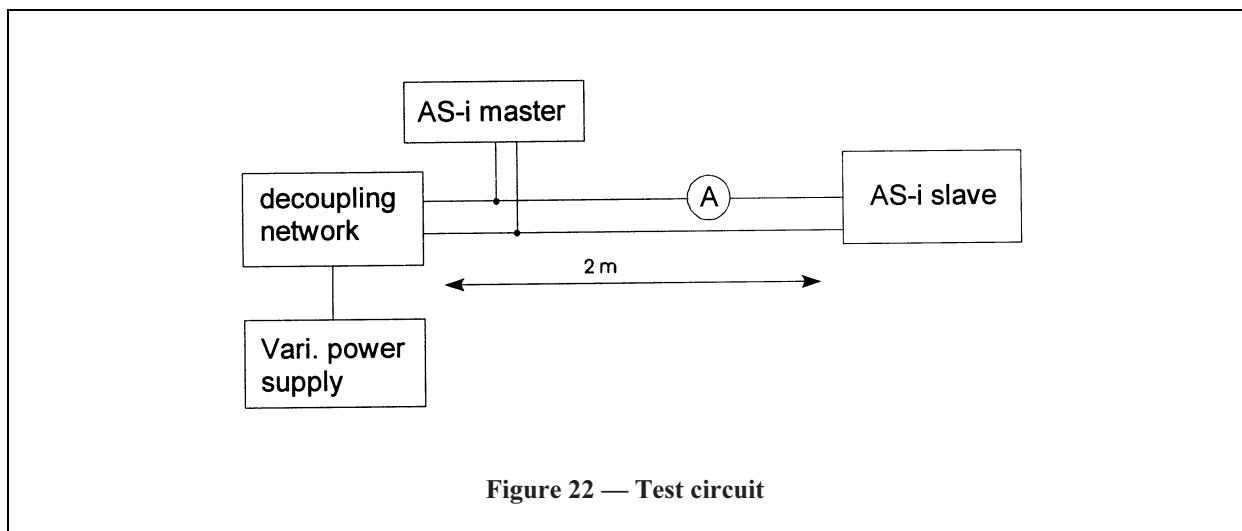 AS-i master
decoupling
network
A
AS-i slave
2 m
Vari. power
supply
Figure 22 — Test circuit